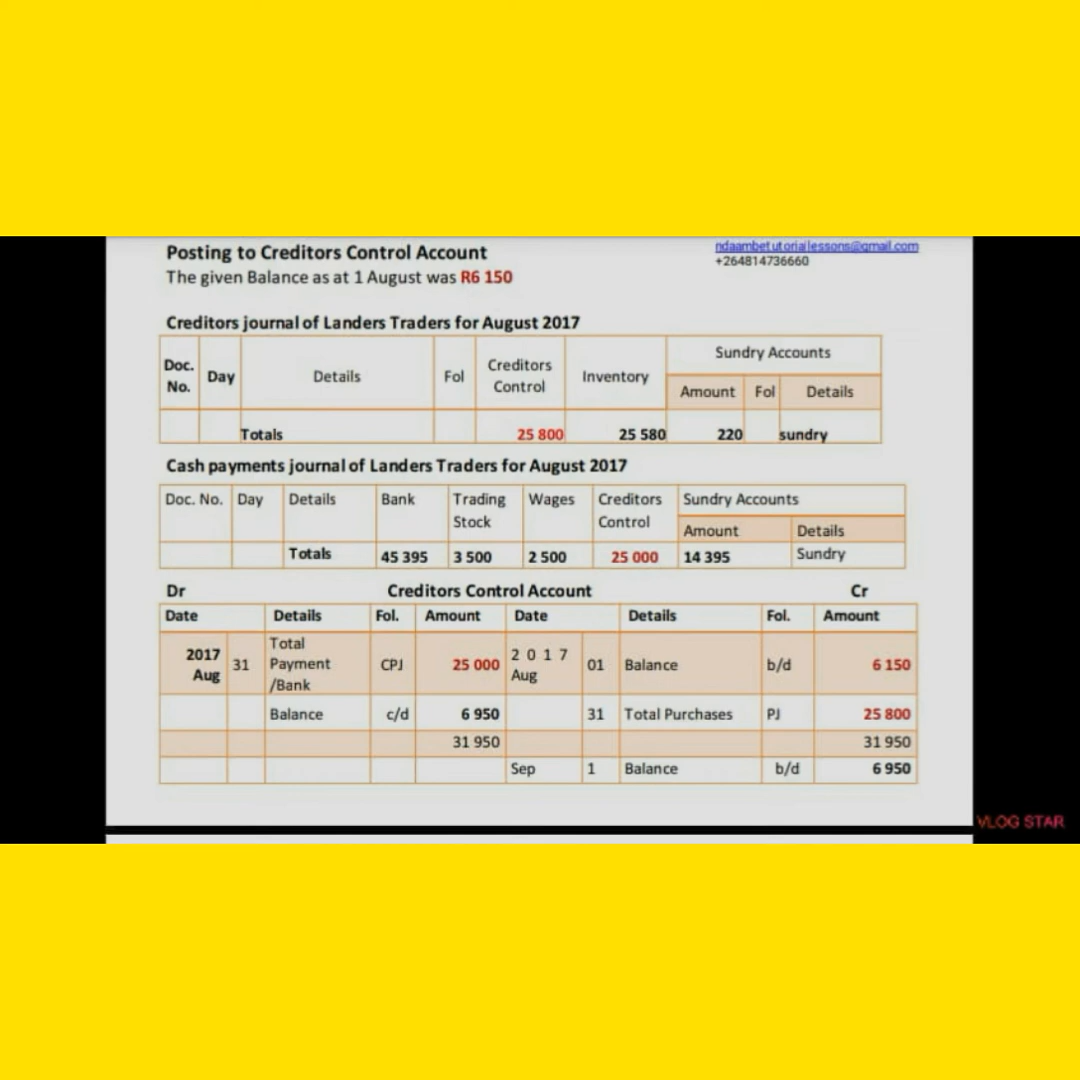 Posting to Creditors Control Account
ndaambetutoriallessons@gmail.com
+264814736660
The given Balance as at 1 August was R6 150
Creditors journal of Landers Traders for August 2017
Doc. No. Day Details Fol Creditors Control Inventory Sundry Accounts
Amount Fol Details
Totals 25 800 25 580 220 sundry
Cash payments journal of Landers Traders for August 2017
Doc. No. Day Details Bank Trading Stock Wages Creditors Control Sundry Accounts
Amount Details
Totals 45 395 3 500 2 500 25 000 14 395 Sundry
Dr Creditors Control Account Cr
Date Details Fol. Amount Date Details Fol. Amount
2017 Aug 31 Total Payment /Bank CPJ 25 000 2 0 1 7 Aug 01 Balance b/d 6 150
Balance c/d 6 950 31 Total Purchases PJ 25 800
31 950 31 950
Sep 1 Balance b/d 6 950
VLOG STAR